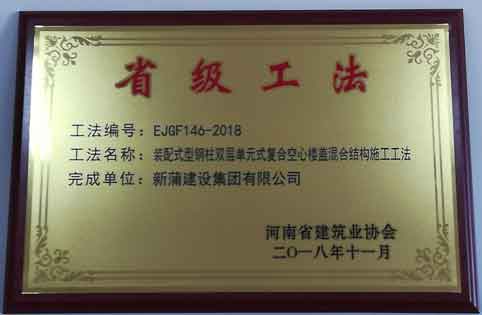 省级工法
工法编号：EJGF146-2018
工法名称：装配式型钢柱双层单元式复合空心楼盖混合结构施工工法
完成单位：新蒲建设集团有限公司
河南省建筑业协会
二〇一八年十一月